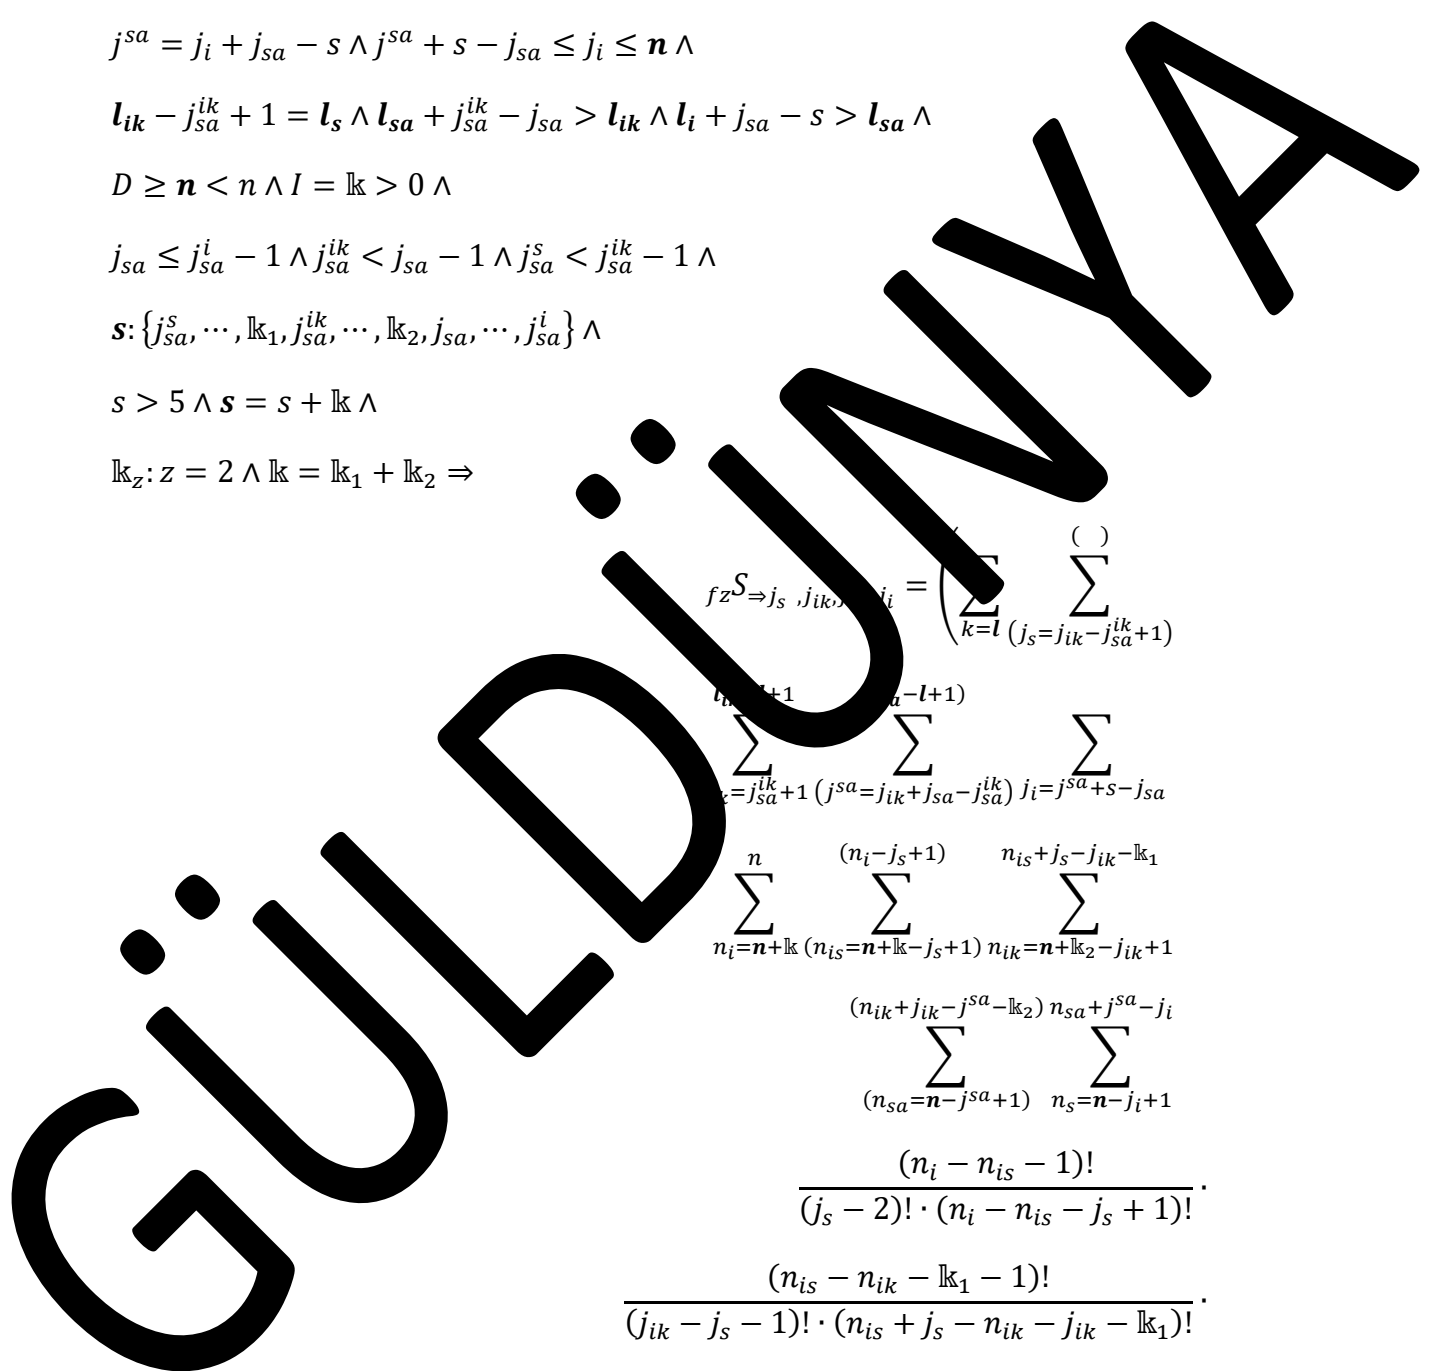 j^{sa} = j_i + j_{sa} − s ∧ j^{sa} + s − j_{sa} ≤ j_i ≤ n ∧
l_{ik} − j_{sa}^{ik} + 1 = l_s ∧ l_{sa} + j_{sa}^{ik} − j_{sa} > l_{ik} ∧ l_i + j_{sa} − s > l_{sa} ∧
D ≥ n < n ∧ I = 𝕜 > 0 ∧
j_{sa} ≤ j_{sa}^i − 1 ∧ j_{sa}^{ik} < j_{sa} − 1 ∧ j_{sa}^s < j_{sa}^{ik} − 1 ∧
s: {j_{sa}^s, ⋯, 𝕜_1, j_{sa}^{ik}, ⋯, 𝕜_2, j_{sa}, ⋯, j_{sa}^i} ∧
s > 5 ∧ s = s + 𝕜 ∧
𝕜_z: z = 2 ∧ 𝕜 = 𝕜_1 + 𝕜_2 ⇒
_{fz}S_{⇒j_s, j_{ik}, j_i} = ( ∑_{k=l} ∑_{(j_s=j_{ik}−j_{sa}^{ik}+1)}^{( )}
∑_{=j_{sa}^{ik}+1}^{+1} ∑_{(j^{sa}=j_{ik}+j_{sa}−j_{sa}^{ik})}^{−l+1)} ∑_{j_i=j^{sa}+s−j_{sa}}
∑_{n_i=n+𝕜}^{n} ∑_{(n_{is}=n+𝕜−j_s+1)}^{(n_i−j_s+1)} ∑_{n_{ik}=n+𝕜_2−j_{ik}+1}^{n_{is}+j_s−j_{ik}−𝕜_1}
∑_{(n_{sa}=n−j^{sa}+1)}^{(n_{ik}+j_{ik}−j^{sa}−𝕜_2)} ∑_{n_s=n−j_i+1}^{n_{sa}+j^{sa}−j_i}
(n_i − n_{is} − 1)!
(j_s − 2)! · (n_i − n_{is} − j_s + 1)! ·
(n_{is} − n_{ik} − 𝕜_1 − 1)!
(j_{ik} − j_s − 1)! · (n_{is} + j_s − n_{ik} − j_{ik} − 𝕜_1)! ·
GÜLDÜNYA